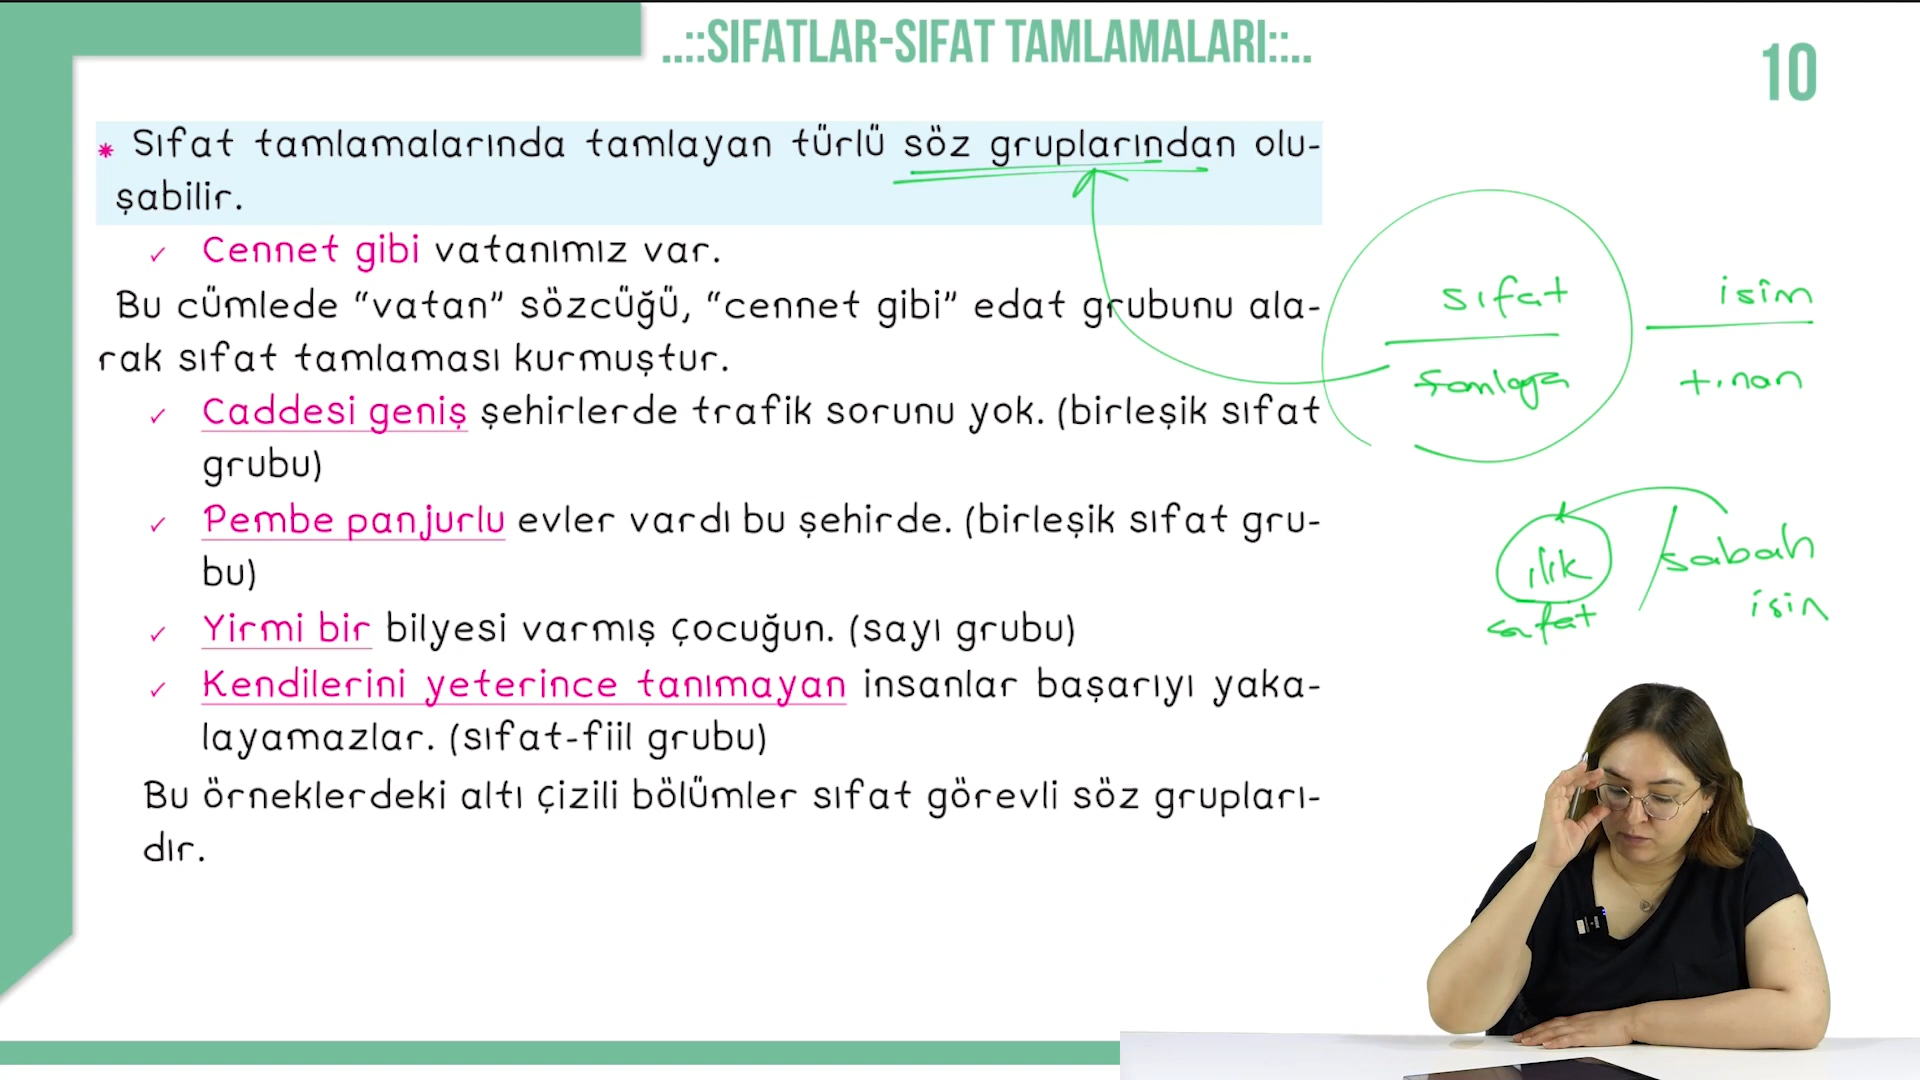 ..::SIFATLAR-SIFAT TAMLAMALARI::..
10
* Sıfat tamlamalarında tamlayan türlü söz gruplarından olu-
şabilir.
✓ Cennet gibi vatanımız var.
Bu cümlede “vatan” sözcüğü, “cennet gibi” edat grubunu ala-
rak sıfat tamlaması kurmuştur.
✓ Caddesi geniş şehirlerde trafik sorunu yok. (birleşik sıfat
grubu)
✓ Pembe panjurlu evler vardı bu şehirde. (birleşik sıfat gru-
bu)
✓ Yirmi bir bilyesi varmış çocuğun. (sayı grubu)
✓ Kendilerini yeterince tanımayan insanlar başarıyı yaka-
layamazlar. (sıfat-fiil grubu)
Bu örneklerdeki altı çizili bölümler sıfat görevli söz grupları-
dır.
sıfat isim
ılık sabah
sıfat isim